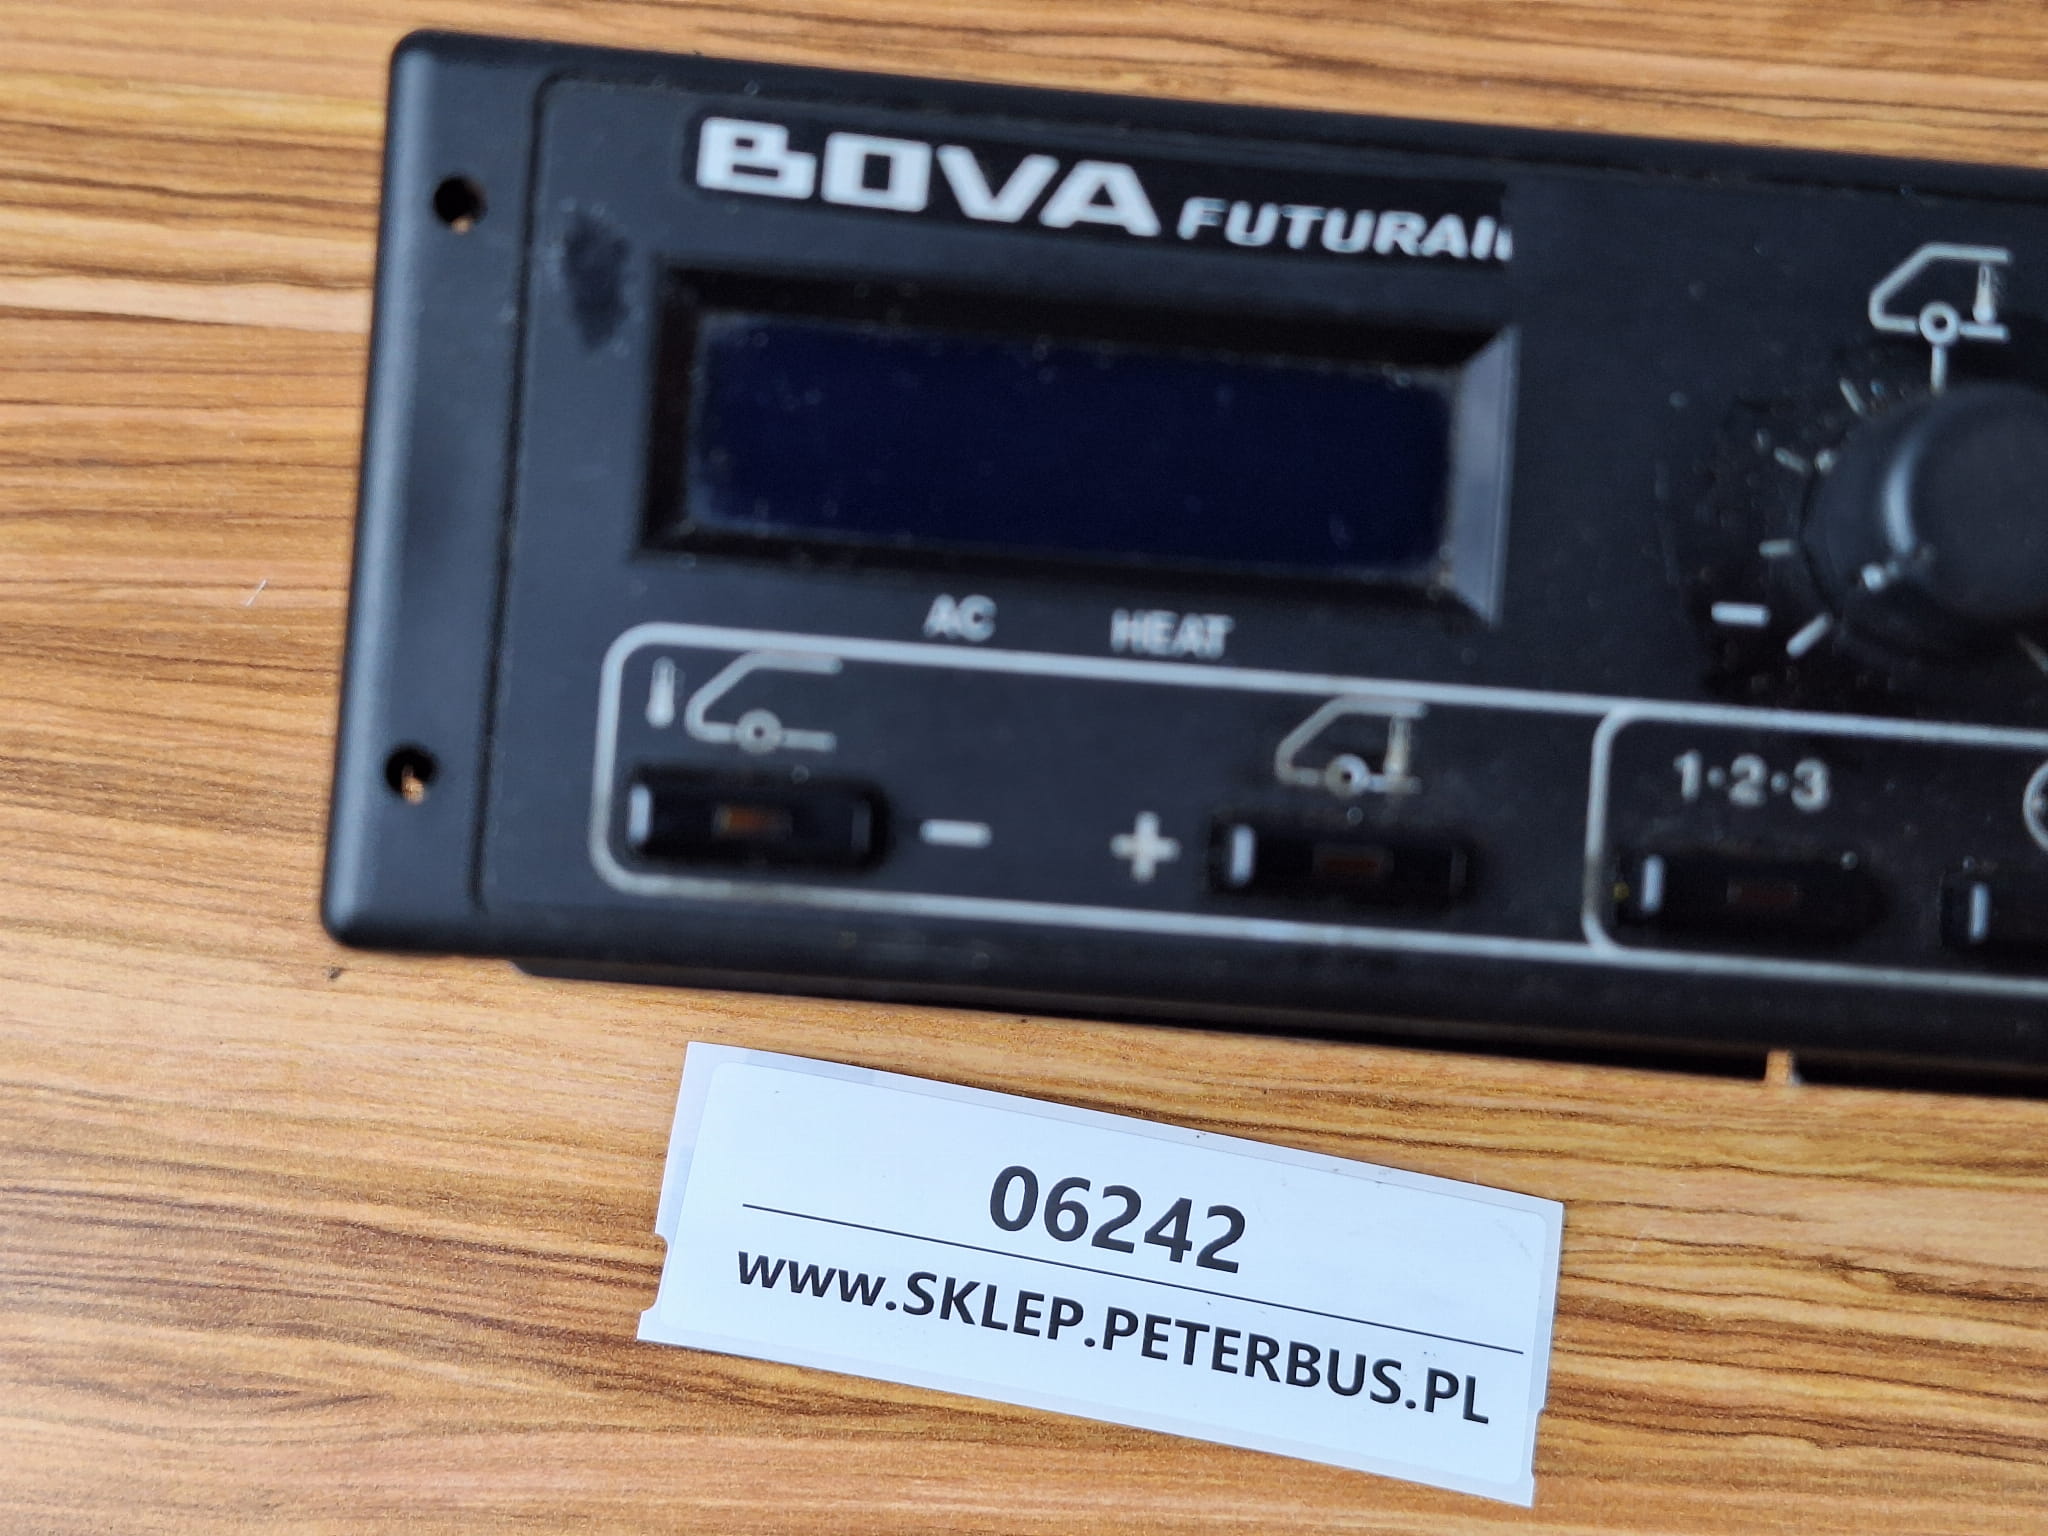 BOVA FUTURAI
AC HEAT
- +
1·2·3
-
06242
www.SKLEP.PETERBUS.PL